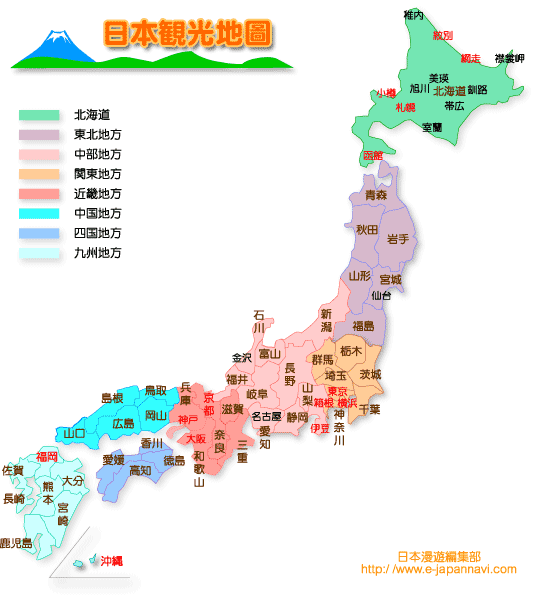 日本観光地圖
北海道
東北地方
中部地方
関東地方
近畿地方
中国地方
四国地方
九州地方
稚内
紋別
網走
襟裳岬
美瑛
旭川
北海道
釧路
小樽
札幌
帯広
室蘭
函館
青森
秋田
岩手
山形
宮城
仙台
福島
新潟
石川
金沢
富山
長野
福井
岐阜
山梨
群馬
栃木
埼玉
茨城
東京
箱根
横浜
千葉
神奈川
伊豆
静岡
名古屋
愛知
兵庫
京都
滋賀
神戸
大阪
奈良
三重
和歌山
鳥取
島根
岡山
広島
山口
香川
徳島
愛媛
高知
福岡
佐賀
長崎
大分
熊本
宮崎
鹿児島
沖縄
日本漫遊編集部
http://www.e-japannavi.com/